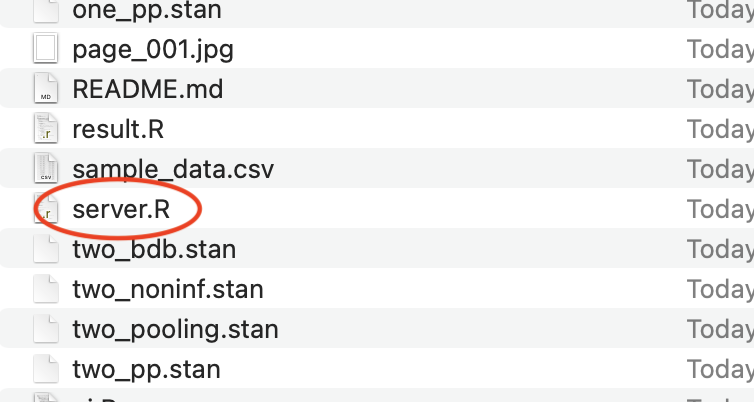 one_pp.stan Today
page_001.jpg Today
MD README.md Today
.r result.R Today
CSV sample_data.csv Today
.r server.R Today
two_bdb.stan Today
two_noninf.stan Today
two_pooling.stan Today
two_pp.stan Today